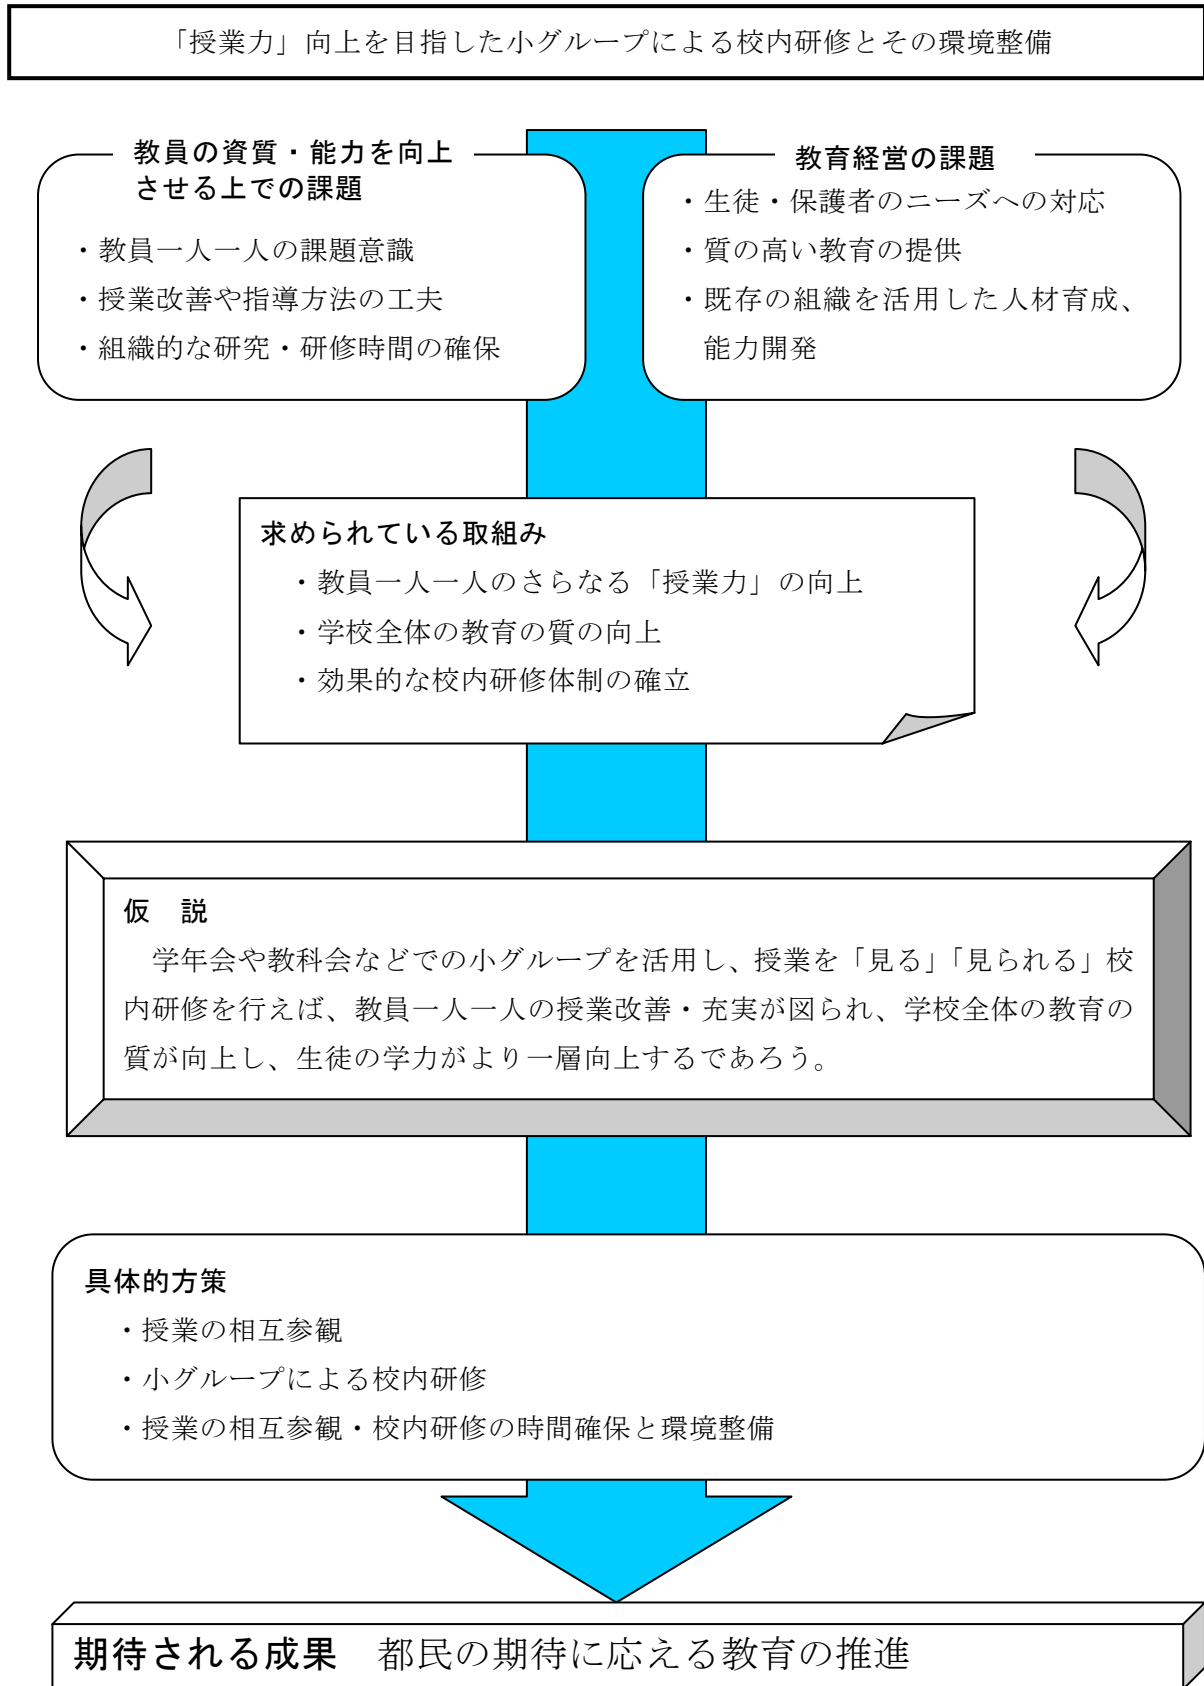 「授業力」向上を目指した小グループによる校内研修とその環境整備
教員の資質・能力を向上
させる上での課題
・教員一人一人の課題意識
・授業改善や指導方法の工夫
・組織的な研究・研修時間の確保
教育経営の課題
・生徒・保護者のニーズへの対応
・質の高い教育の提供
・既存の組織を活用した人材育成、
能力開発
求められている取組み
・教員一人一人のさらなる「授業力」の向上
・学校全体の教育の質の向上
・効果的な校内研修体制の確立
仮　説
　学年会や教科会などでの小グループを活用し、授業を「見る」「見られる」校
内研修を行えば、教員一人一人の授業改善・充実が図られ、学校全体の教育の
質が向上し、生徒の学力がより一層向上するであろう。
具体的方策
・授業の相互参観
・小グループによる校内研修
・授業の相互参観・校内研修の時間確保と環境整備
期待される成果　都民の期待に応える教育の推進